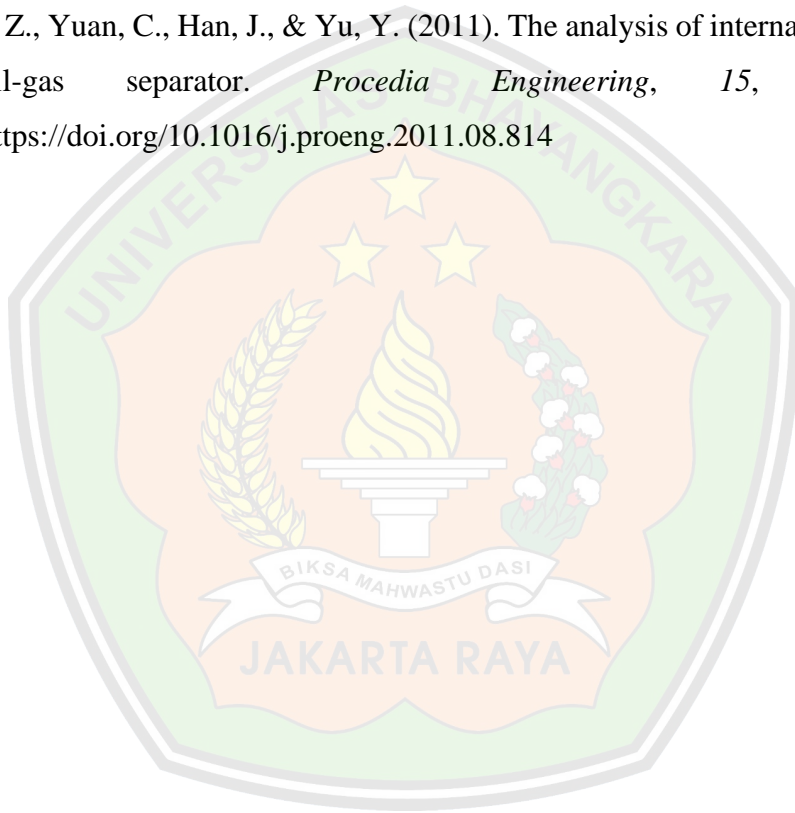 Z., Yuan, C., Han, J., & Yu, Y. (2011). The analysis of interna
l-gas separator. Procedia Engineering, 15,
ttps://doi.org/10.1016/j.proeng.2011.08.814
UNIVERSITAS BHAYANGKARA
BIKSA MAHWASTU DASI
JAKARTA RAYA